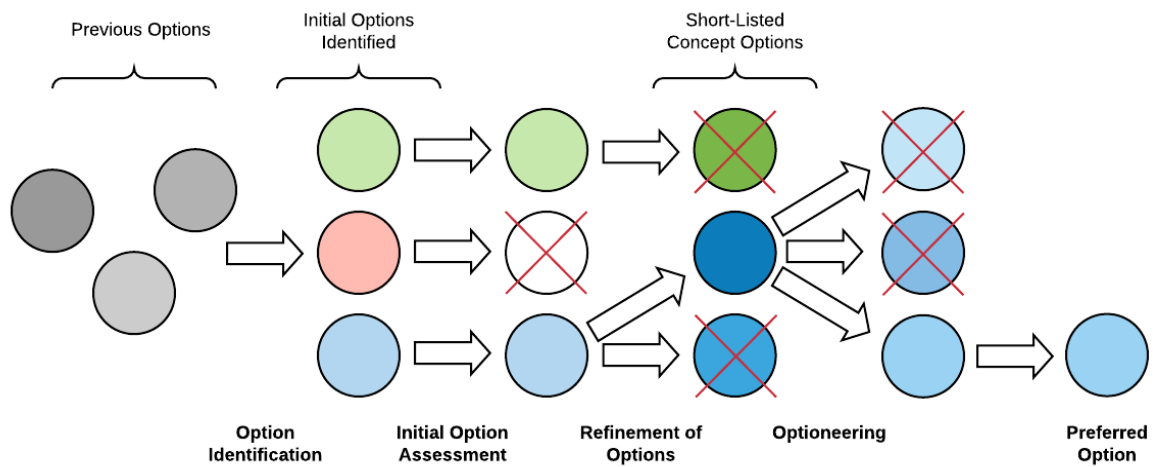 Previous Options
Initial Options
Identified
Short-Listed
Concept Options
Option
Identification
Initial Option
Assessment
Refinement of
Options
Optioneering
Preferred
Option